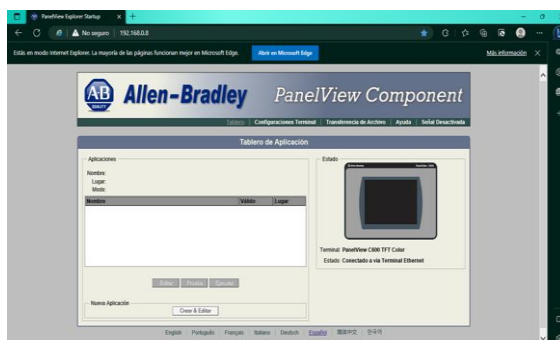 PanelView Explorer Startup
No seguro | 192.168.0.8
Estás en modo Internet Explorer. La mayoría de las páginas funcionan mejor en Microsoft Edge.
Abrir en Microsoft Edge
Más información
AB
QUALITY
Allen-Bradley
PanelView Component
Tablero | Configuraciones Terminal | Transferencia de Archivo | Ayuda | Señal Desactivada
Tablero de Aplicación
Aplicaciones
Nombre:
Lugar:
Modo:
Nombre Válido Lugar
Editar Prueba Ejecutar
Nueva Aplicación
Crear & Editar
Estado
Terminal: PanelView C600 TFT Color
Estado: Conectado a via Terminal Ethernet
English | Português | Français | Italiano | Deutsch | Español | 简体中文 | 한국어